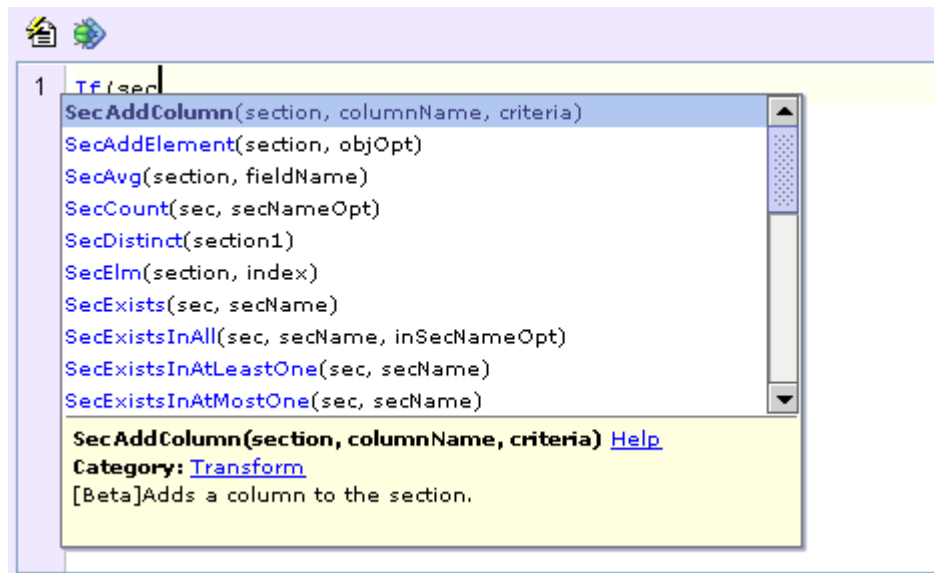 1 If(sec
SecAddColumn(section, columnName, criteria)
SecAddElement(section, objOpt)
SecAvg(section, fieldName)
SecCount(sec, secNameOpt)
SecDistinct(section1)
SecElm(section, index)
SecExists(sec, secName)
SecExistsInAll(sec, secName, inSecNameOpt)
SecExistsInAtLeastOne(sec, secName)
SecExistsInAtMostOne(sec, secName)
SecAddColumn(section, columnName, criteria) Help
Category: Transform
[Beta]Adds a column to the section.